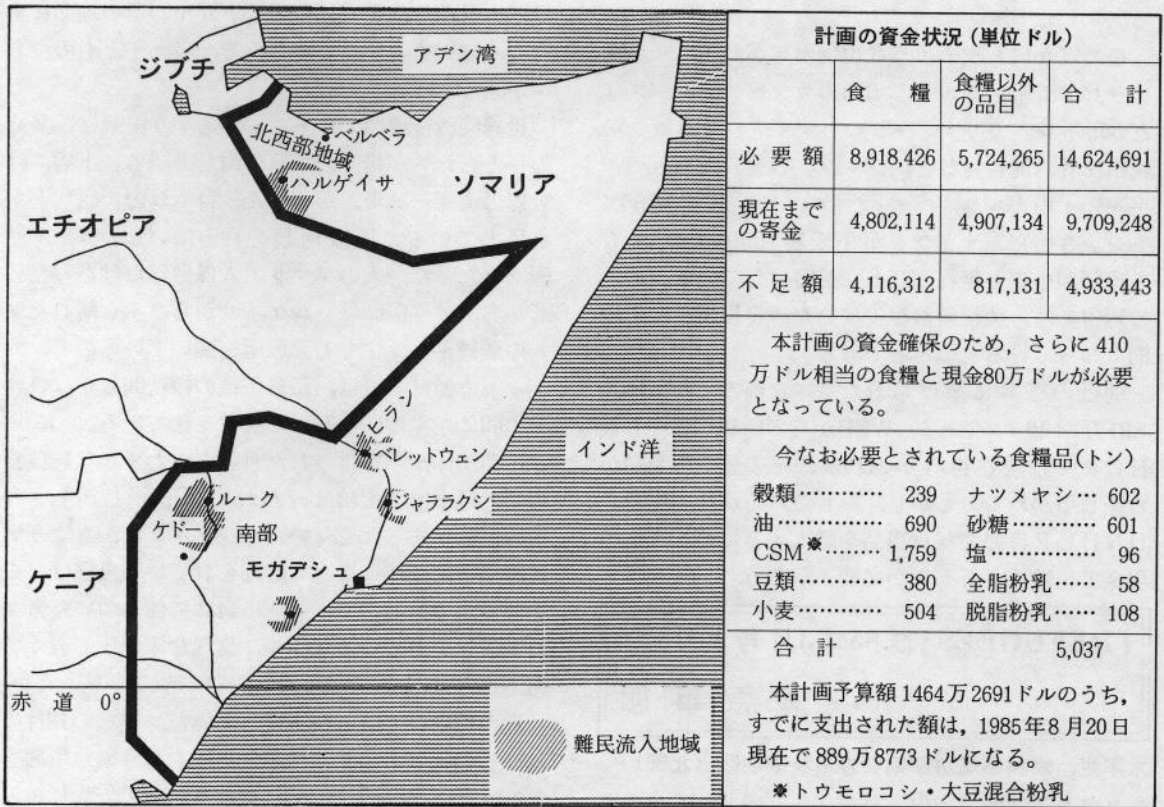 アデン湾
ジブチ
ベルベラ
北西部地域
ハルゲイサ
ソマリア
エチオピア
ヒラン
ベレットウェン
インド洋
ルーク
ジャララクシ
ケドー
南部
モガデシュ
ケニア
赤道 0°
難民流入地域
計画の資金状況(単位ドル)
食糧 食糧以外の品目 合計
必要額 8,918,426 5,724,265 14,624,691
現在までの寄金 4,802,114 4,907,134 9,709,248
不足額 4,116,312 817,131 4,933,443
本計画の資金確保のため,さらに410
万ドル相当の食糧と現金80万ドルが必要
となっている。
今なお必要とされている食糧品(トン)
穀類………… 239 ナツメヤシ… 602
油………… 690 砂糖………… 601
CSM※…… 1,759 塩………… 96
豆類………… 380 全脂粉乳…… 58
小麦………… 504 脱脂粉乳…… 108
合計 5,037
本計画予算額1464万2691ドルのうち,
すでに支出された額は,1985年8月20日
現在で889万8773ドルになる。
※トウモロコシ・大豆混合粉乳